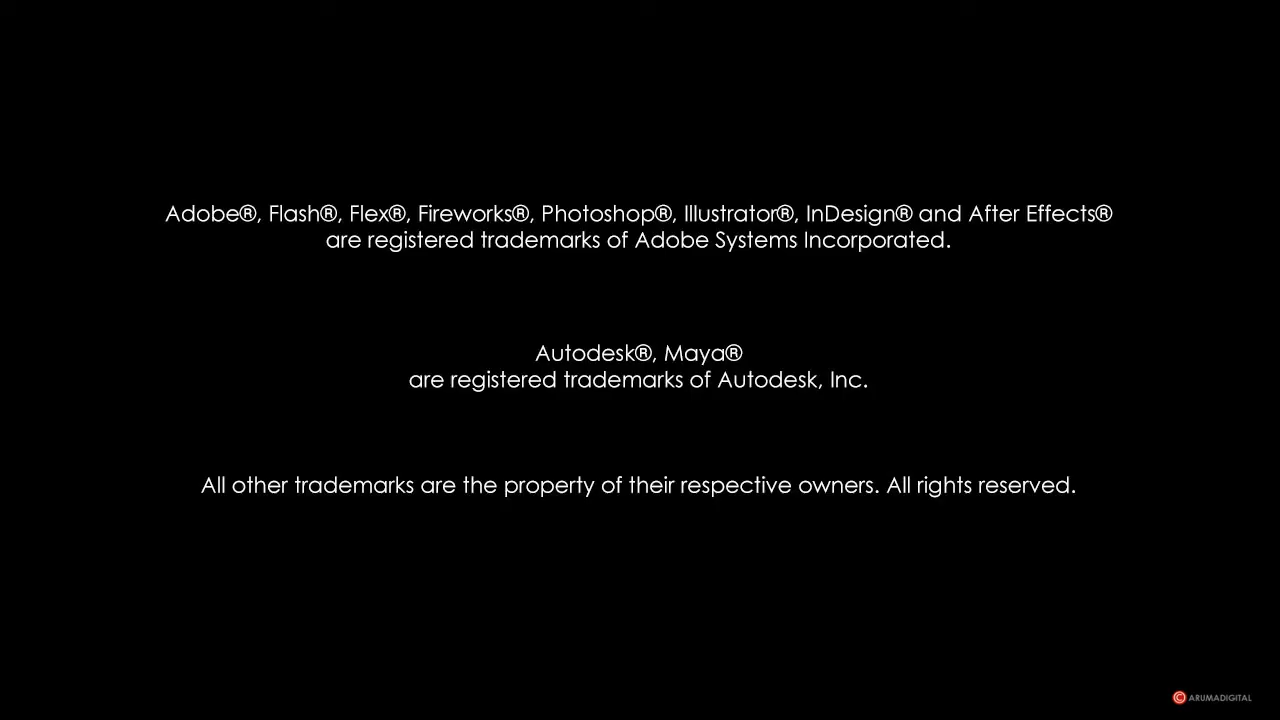 Adobe®, Flash®, Flex®, Fireworks®, Photoshop®, Illustrator®, InDesign® and After Effects®
are registered trademarks of Adobe Systems Incorporated.
Autodesk®, Maya®
are registered trademarks of Autodesk, Inc.
All other trademarks are the property of their respective owners. All rights reserved.
© ARUMADIGITAL